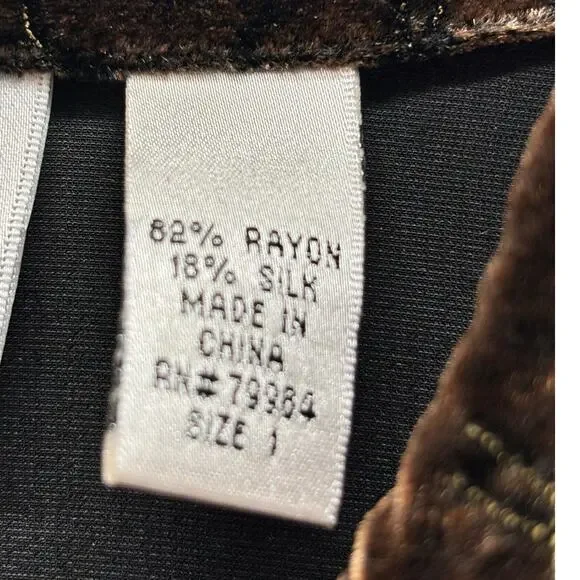 82% RAYON
18% SILK
MADE IN
CHINA
RN# 79984
SIZE 1